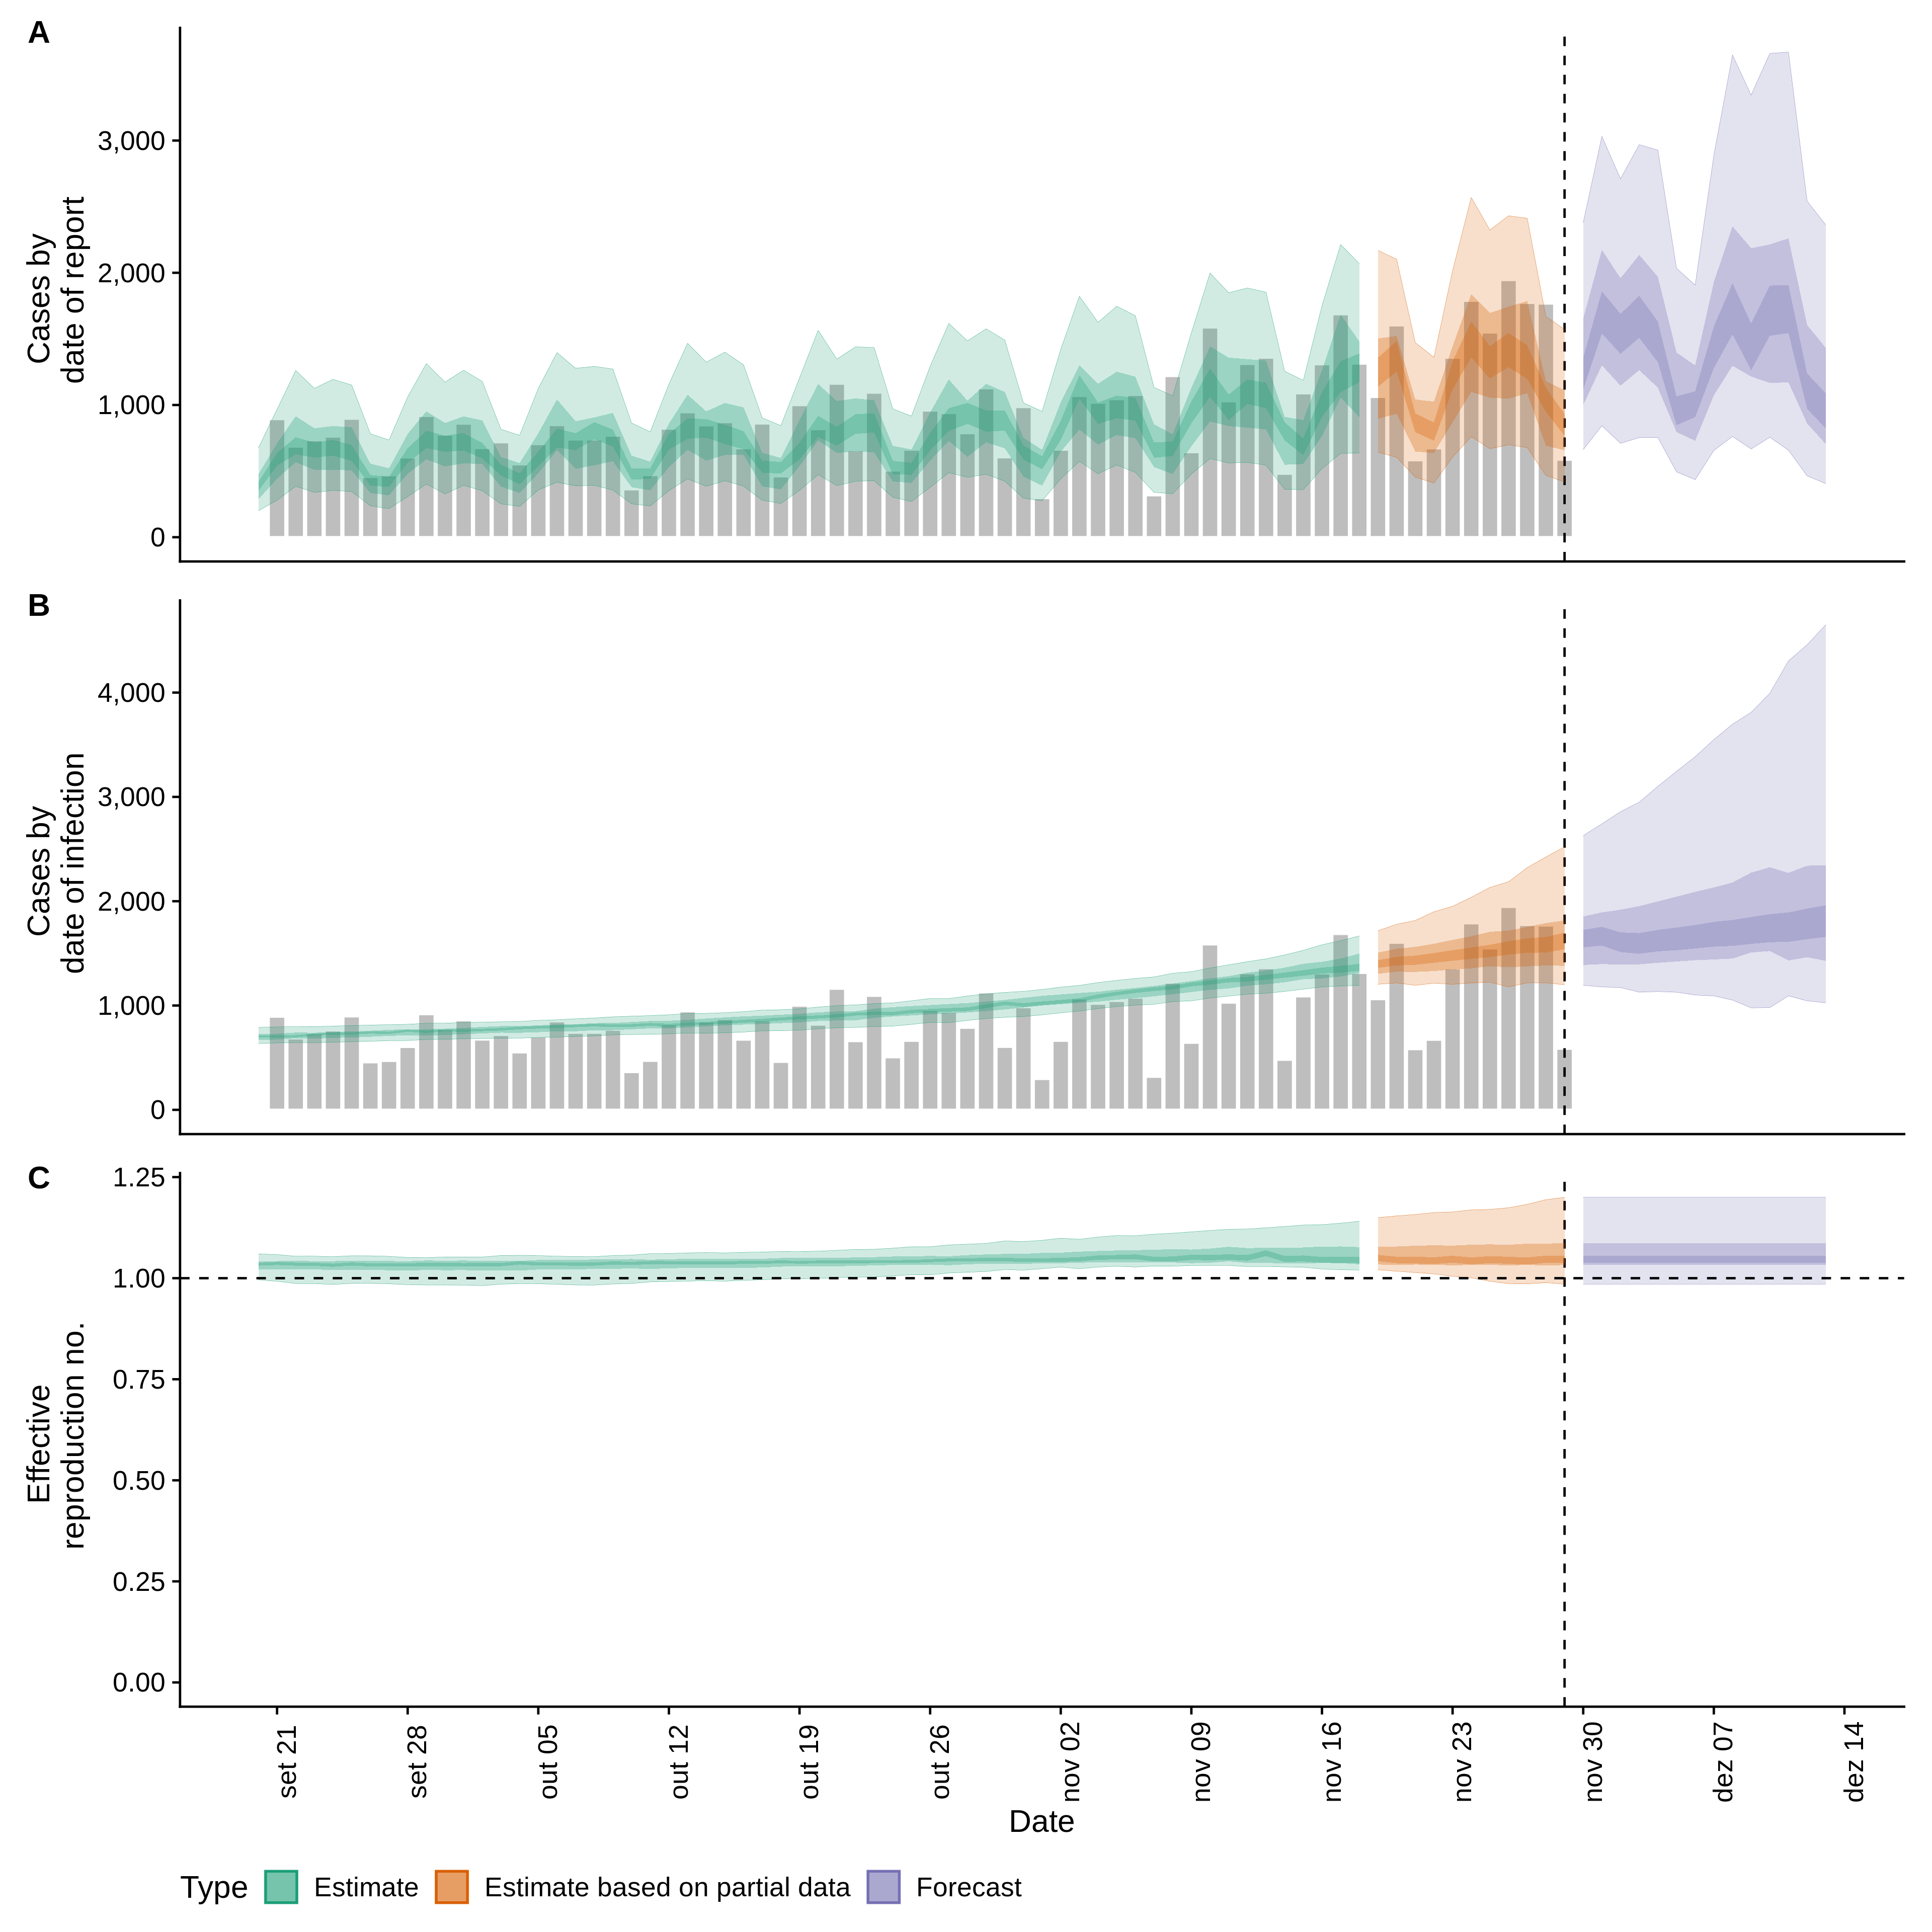 A
3,000
2,000
1,000
0
Cases by
date of report
B
4,000
3,000
2,000
1,000
0
Cases by
date of infection
C
1.25
1.00
0.75
0.50
0.25
0.00
Effective
reproduction no.
set 21
set 28
out 05
out 12
out 19
out 26
nov 02
nov 09
nov 16
nov 23
nov 30
dez 07
dez 14
Date
Type Estimate Estimate based on partial data Forecast